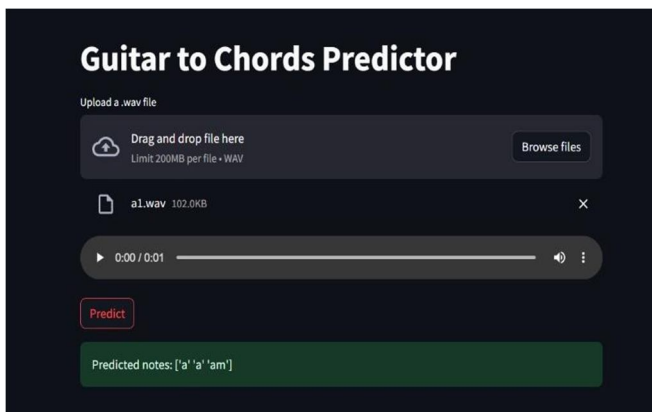 Guitar to Chords Predictor
Upload a .wav file
Drag and drop file here
Limit 200MB per file • WAV
Browse files
a1.wav 102.0KB
0:00 / 0:01
Predict
Predicted notes: ['a' 'a' 'am']